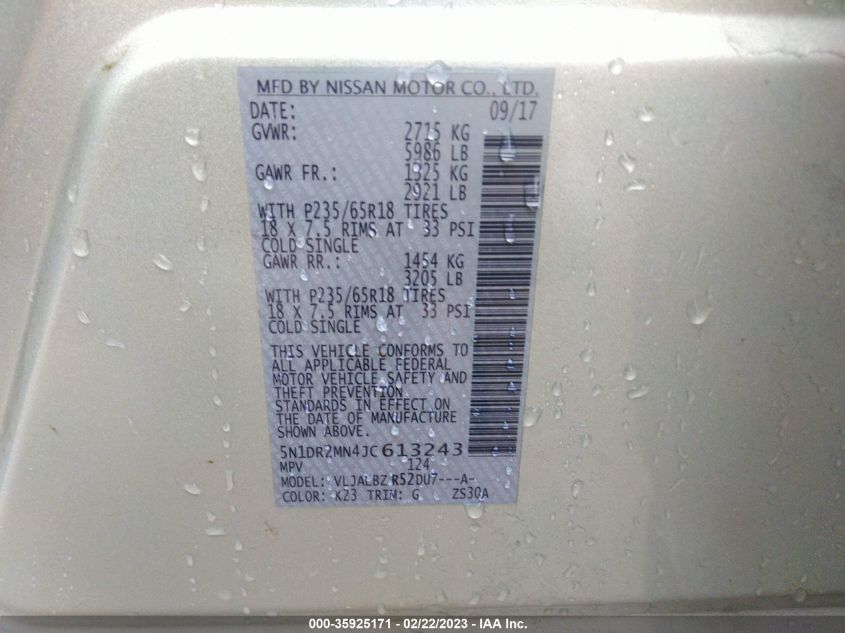 MFD BY NISSAN MOTOR CO., LTD.
DATE: 09/17
GVWR: 2715 KG
5986 LB
GAWR FR.: 1325 KG
2921 LB
WITH P235/65R18 TIRES
18 X 7.5 RIMS AT 33 PSI
COLD SINGLE
GAWR RR.: 1454 KG
3205 LB
WITH P235/65R18 TIRES
18 X 7.5 RIMS AT 33 PSI
COLD SINGLE
THIS VEHICLE CONFORMS TO
ALL APPLICABLE FEDERAL
MOTOR VEHICLE SAFETY AND
THEFT PREVENTION
STANDARDS IN EFFECT ON
THE DATE OF MANUFACTURE
SHOWN ABOVE.
5N1DR2MN4JC613243
MPV 124
MODEL: VLJALBZ R52DU7---A-
COLOR: K23 TRIM: G ZS30A
000-35925171 - 02/22/2023 - IAA Inc.